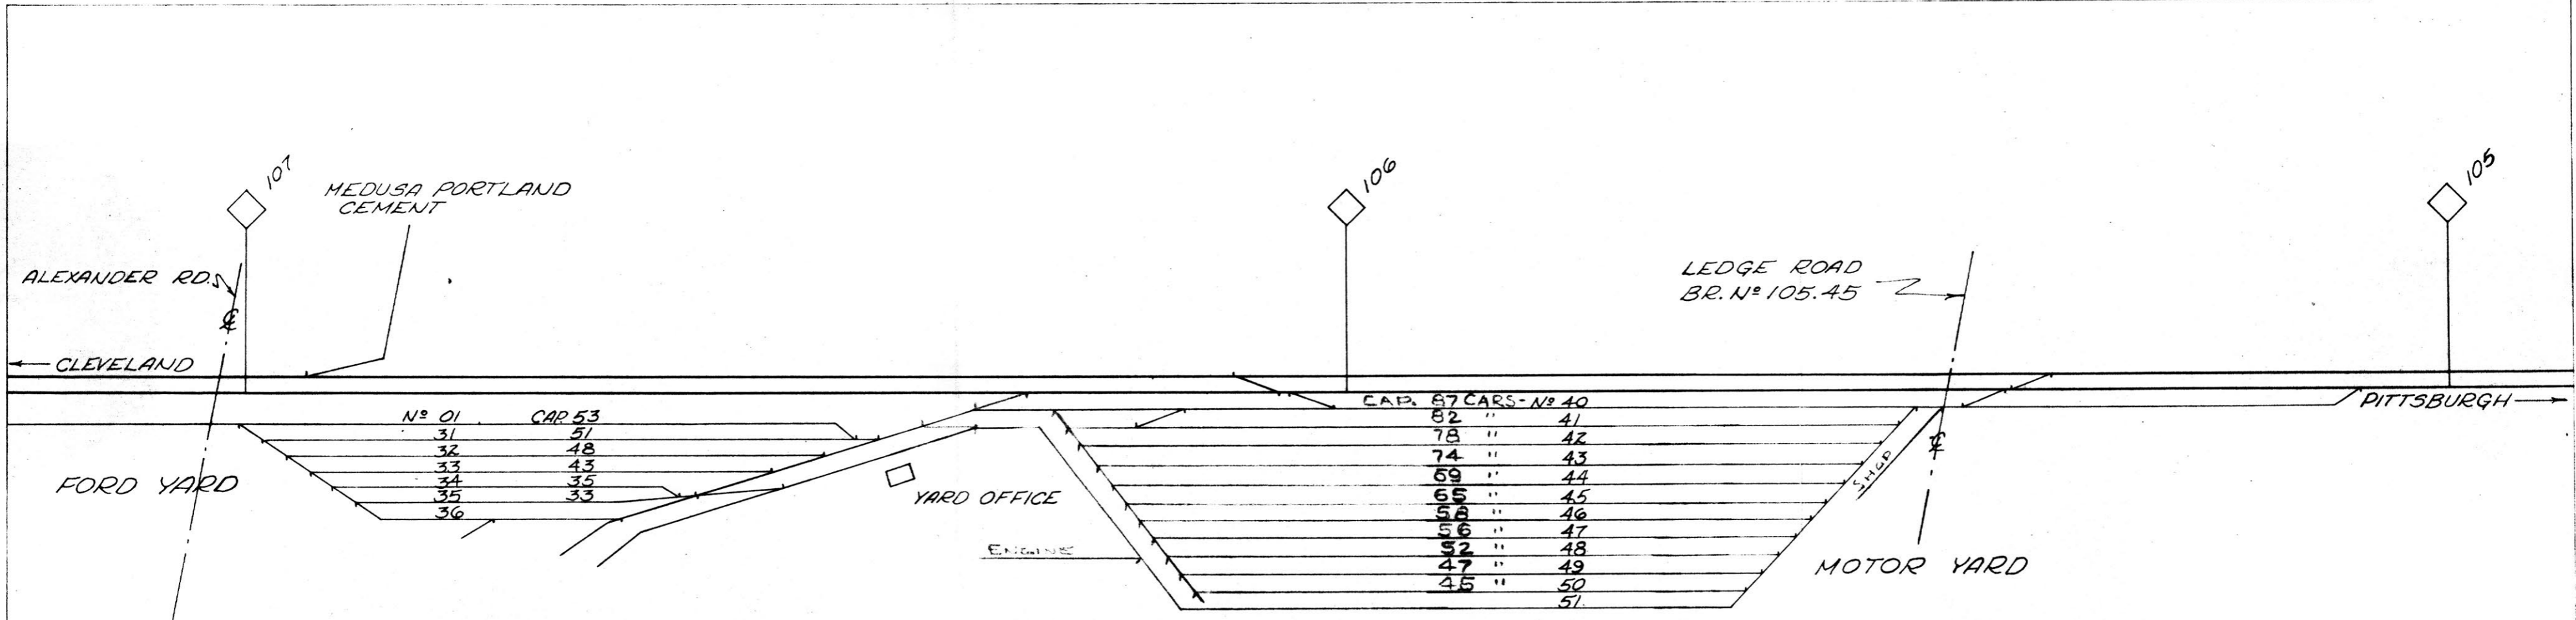 107
MEDUSA PORTLAND
CEMENT
106
105
ALEXANDER RD.
LEDGE ROAD
BR. Nº 105.45
CLEVELAND
PITTSBURGH
Nº 01 CAP. 53
31 51
32 48
33 43
34 35
35 33
36
FORD YARD
YARD OFFICE
ENGINE
CAP. 87 CARS - Nº 40
82 " 41
78 " 42
74 " 43
69 " 44
65 " 45
58 " 46
56 " 47
52 " 48
47 " 49
45 " 50
51.
SHOP
MOTOR YARD